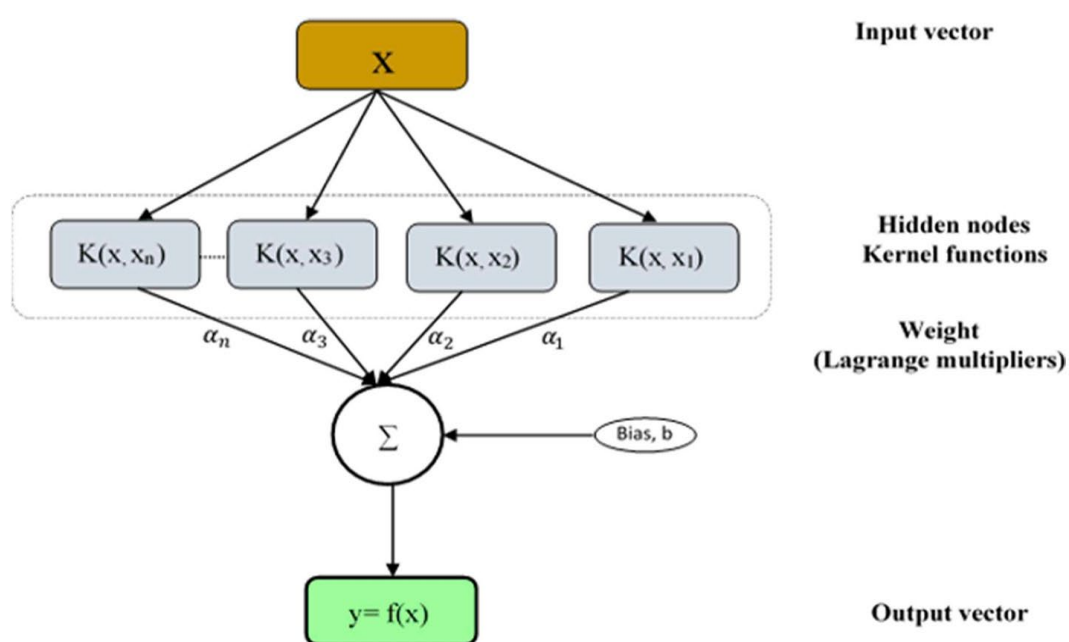 Input vector
X
Hidden nodes
Kernel functions
K(x, xn) K(x, x3) K(x, x2) K(x, x1)
αn α3 α2 α1
Weight
(Lagrange multipliers)
Σ
Bias, b
y= f(x)
Output vector